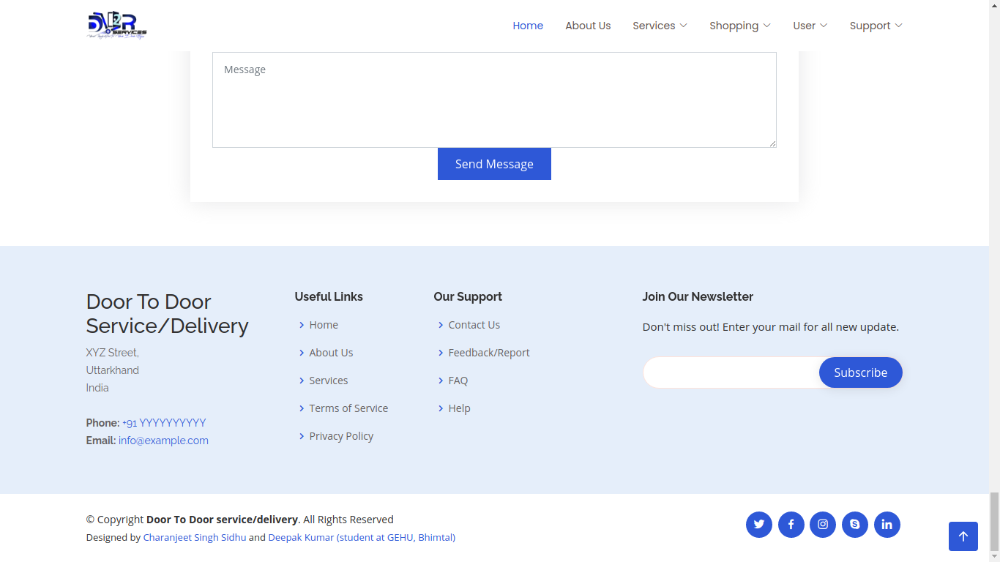 SERVICES
Home
About Us
Services
Shopping
User
Support
Message
Send Message
Door To Door
Service/Delivery
XYZ Street,
Uttarkhand
India
Phone: +91 YYYYYYYYYY
Email: info@example.com
Useful Links
Home
About Us
Services
Terms of Service
Privacy Policy
Our Support
Contact Us
Feedback/Report
FAQ
Help
Join Our Newsletter
Don't miss out! Enter your mail for all new update.
Subscribe
© Copyright Door To Door service/delivery. All Rights Reserved
Designed by Charanjeet Singh Sidhu and Deepak Kumar (student at GEHU, Bhimtal)